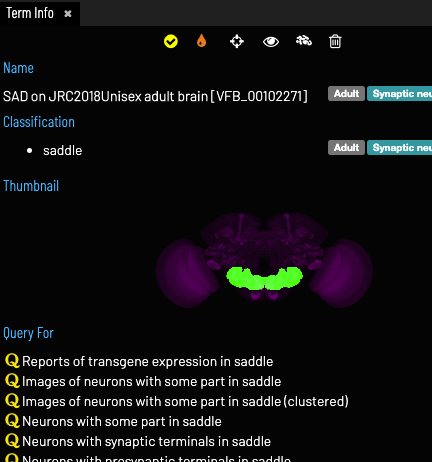 Term Info ×
Name
SAD on JRC2018Unisex adult brain [VFB_00102271] Adult Synaptic neu
Classification
saddle Adult Synaptic neu
Thumbnail
Query For
Q Reports of transgene expression in saddle
Q Images of neurons with some part in saddle
Q Images of neurons with some part in saddle (clustered)
Q Neurons with some part in saddle
Q Neurons with synaptic terminals in saddle
Q Neurons with presynaptic terminals in saddle